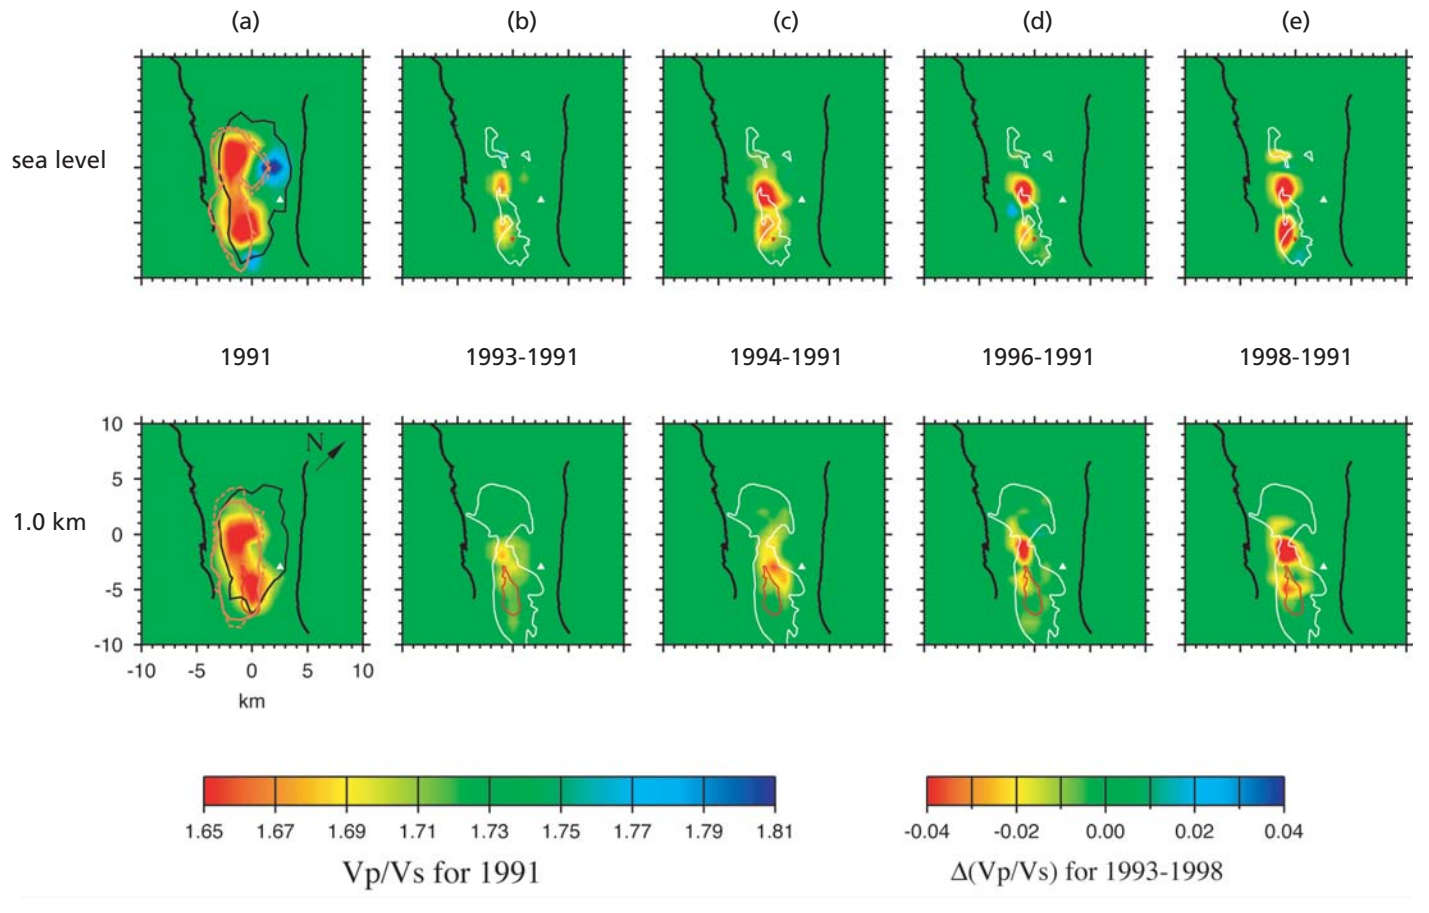 (a) (b) (c) (d) (e)
sea level
1991 1993-1991 1994-1991 1996-1991 1998-1991
10
N
5
1.0 km
0
-5
-10
-10 -5 0 5 10
km
1.65 1.67 1.69 1.71 1.73 1.75 1.77 1.79 1.81
-0.04 -0.02 0.00 0.02 0.04
Vp/Vs for 1991
Δ(Vp/Vs) for 1993-1998